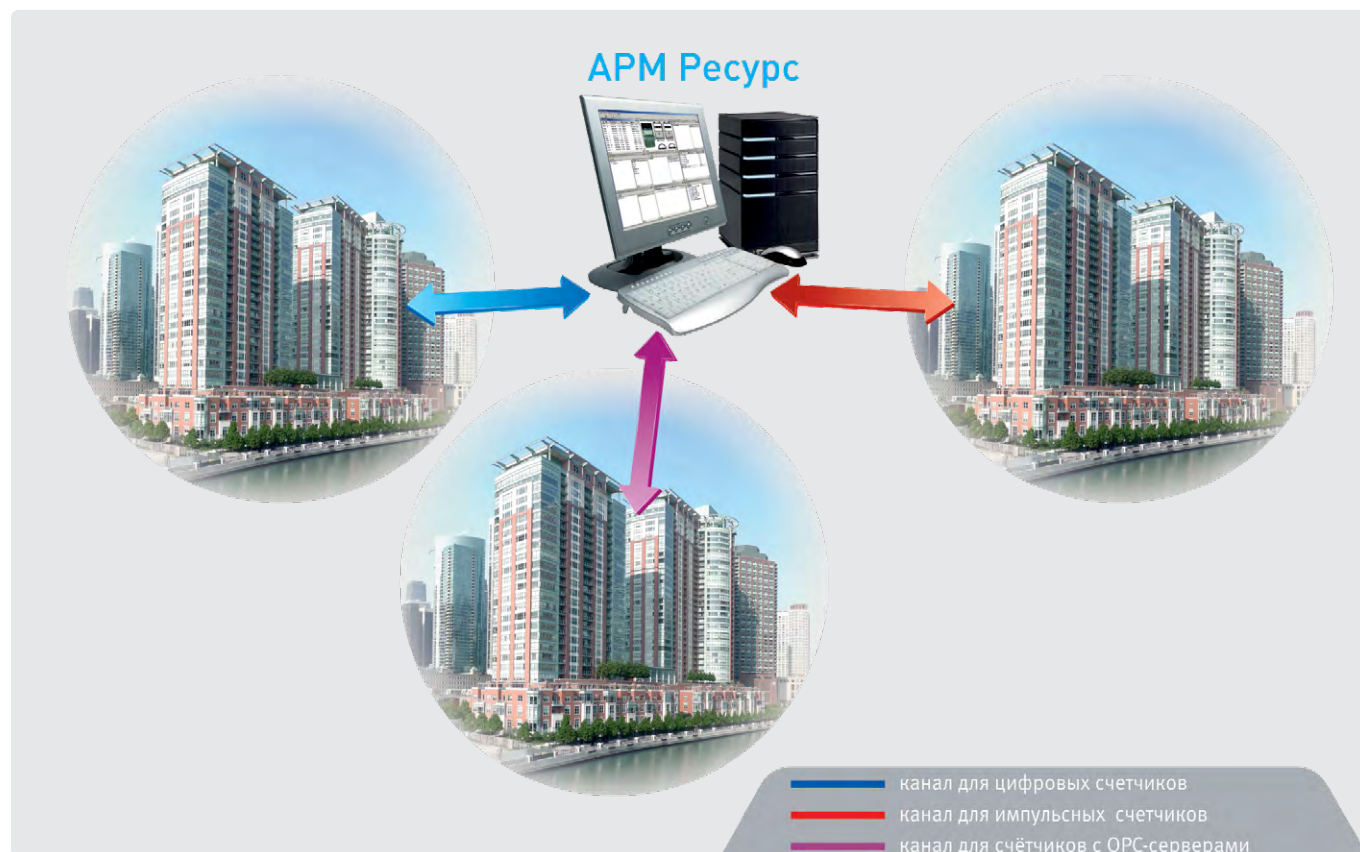 АРМ Ресурс
канал для цифровых счетчиков
канал для импульсных счетчиков
канал для счётчиков с OPC-серверами